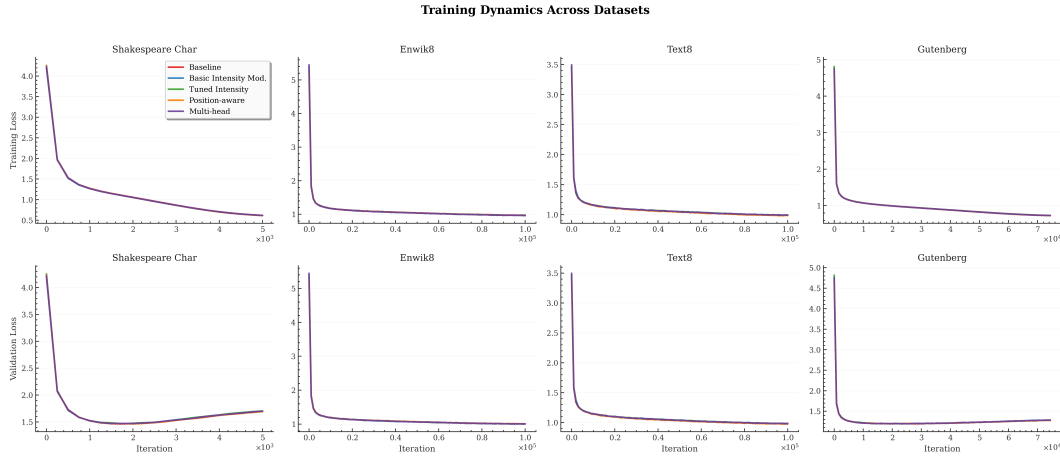 Training Dynamics Across Datasets
Shakespeare Char
Enwik8
Text8
Gutenberg
Training Loss
4.0
3.5
3.0
2.5
2.0
1.5
1.0
0.5
Baseline
Basic Intensity Mod.
Tuned Intensity
Position-aware
Multi-head
0 1 2 3 4 5
×10³
5
4
3
2
1
0.0 0.2 0.4 0.6 0.8 1.0
×10⁵
3.5
3.0
2.5
2.0
1.5
1.0
0.0 0.2 0.4 0.6 0.8 1.0
×10⁵
5
4
3
2
1
0 1 2 3 4 5 6 7
×10⁴
Shakespeare Char
Enwik8
Text8
Gutenberg
Validation Loss
4.0
3.5
3.0
2.5
2.0
1.5
0 1 2 3 4 5
×10³
Iteration
5
4
3
2
1
0.0 0.2 0.4 0.6 0.8 1.0
×10⁵
Iteration
3.5
3.0
2.5
2.0
1.5
1.0
0.0 0.2 0.4 0.6 0.8 1.0
×10⁵
Iteration
5.0
4.5
4.0
3.5
3.0
2.5
2.0
1.5
0 1 2 3 4 5 6 7
×10⁴
Iteration